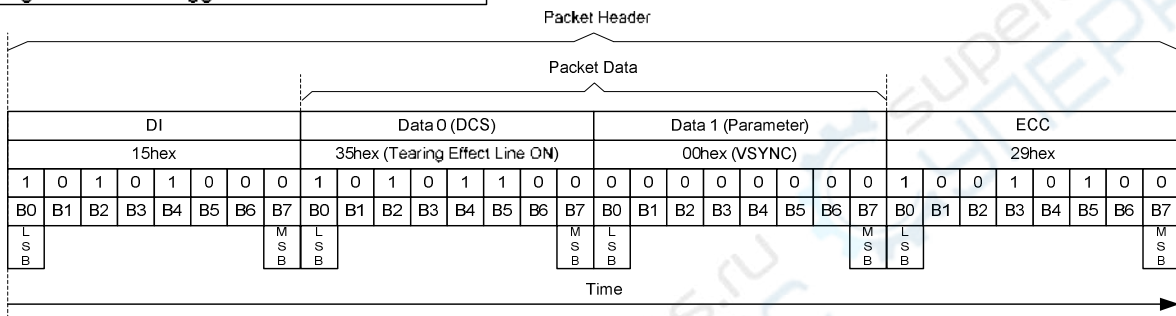 Packet Header
Packet Data
DI Data 0 (DCS) Data 1 (Parameter) ECC
15hex 35hex (Tearing Effect Line ON) 00hex (VSYNC) 29hex
1 0 1 0 1 0 0 0 1 0 1 0 1 1 0 0 0 0 0 0 0 0 0 0 1 0 0 1 0 1 0 0
B0 B1 B2 B3 B4 B5 B6 B7 B0 B1 B2 B3 B4 B5 B6 B7 B0 B1 B2 B3 B4 B5 B6 B7 B0 B1 B2 B3 B4 B5 B6 B7
LSB MSB LSB MSB LSB MSB LSB MSB
Time